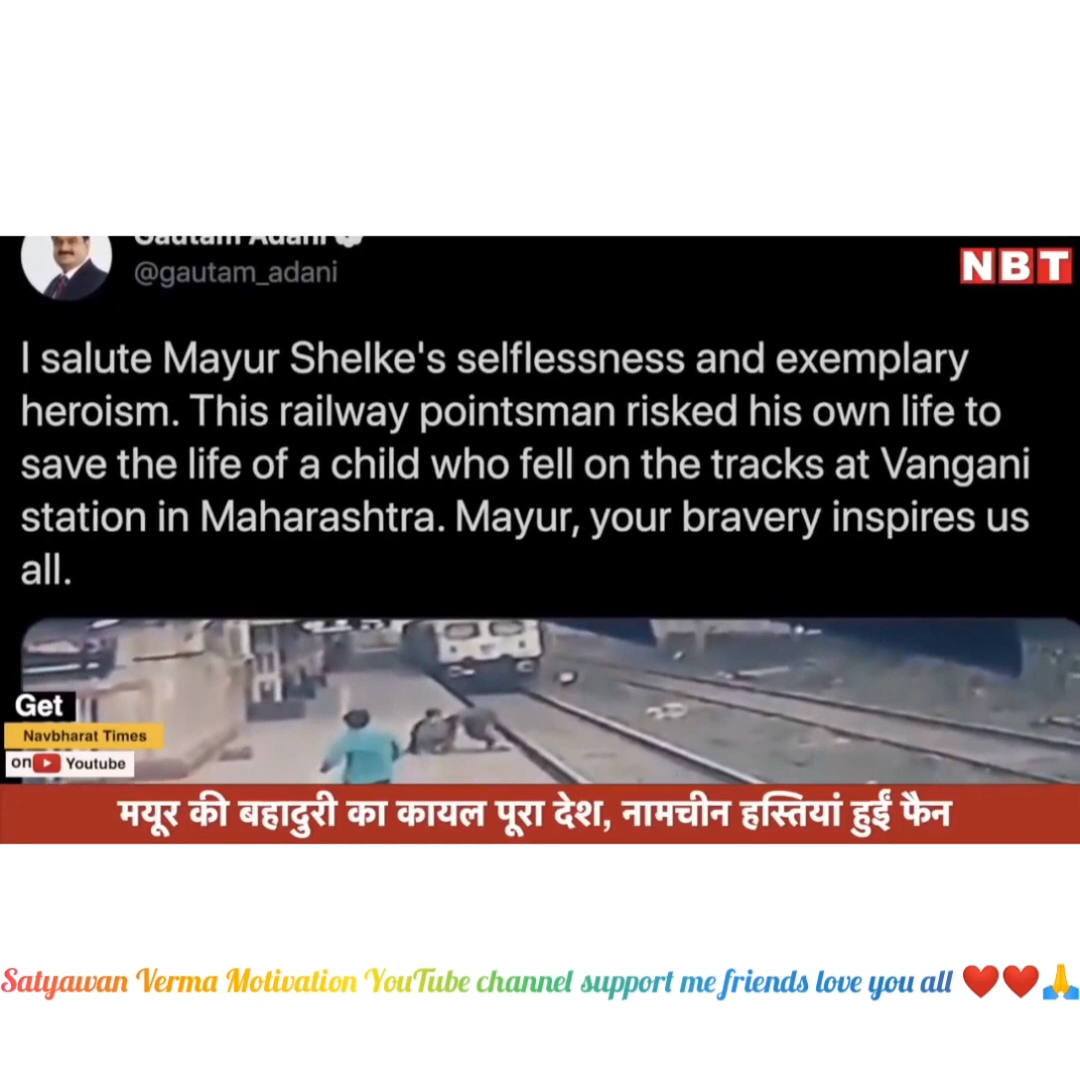 Gautam Adani
@gautam_adani
NBT
I salute Mayur Shelke's selflessness and exemplary
heroism. This railway pointsman risked his own life to
save the life of a child who fell on the tracks at Vangani
station in Maharashtra. Mayur, your bravery inspires us
all.
Get
Navbharat Times
on Youtube
मयूर की बहादुरी का कायल पूरा देश, नामचीन हस्तियां हुईं फैन
Satyawan Verma Motivation YouTube channel support me friends love you all ❤️❤️🙏